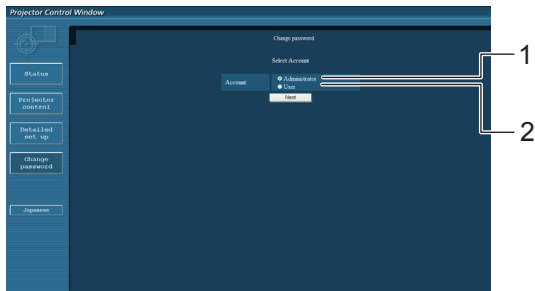 Projector Control Window
Change password
Select Account
Status
Account
Administrator
User
Next
Projector
control
Detailed
set up
Change
password
Japanese
1
2